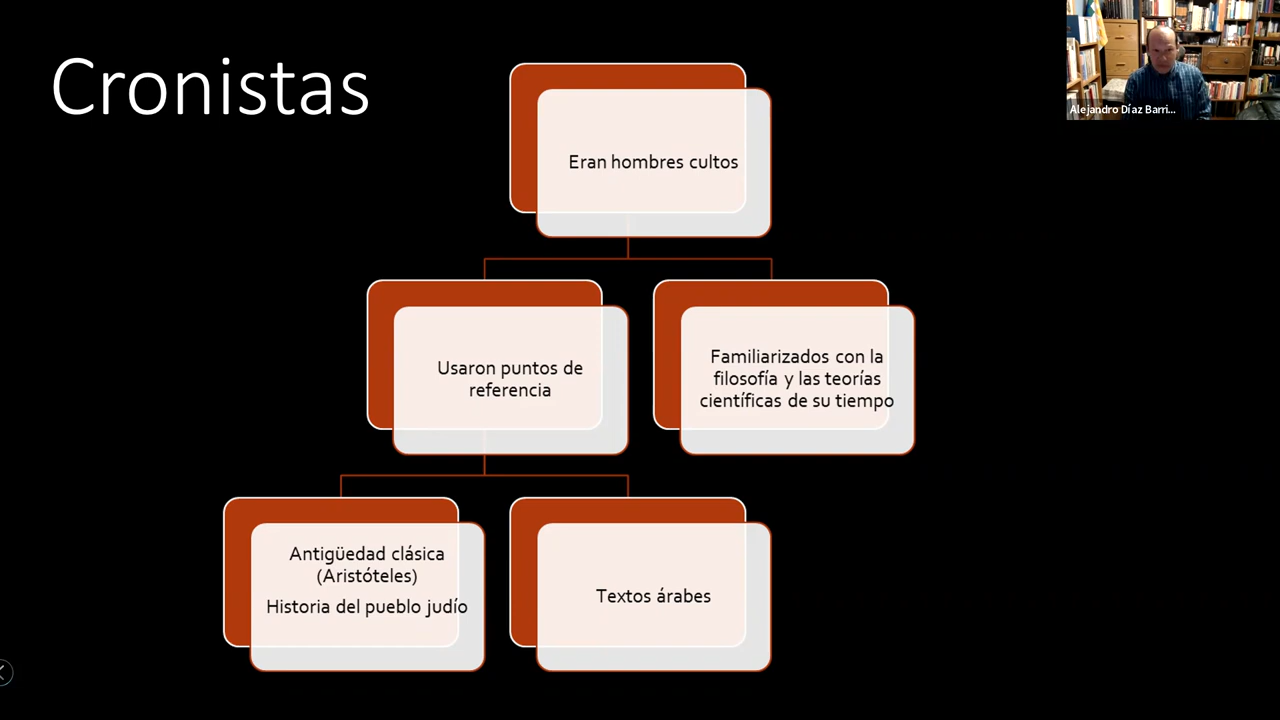 Cronistas
Alejandro Díaz Barri...
Eran hombres cultos
Usaron puntos de
referencia
Familiarizados con la
filosofía y las teorías
científicas de su tiempo
Antigüedad clásica
(Aristóteles)
Historia del pueblo judío
Textos árabes